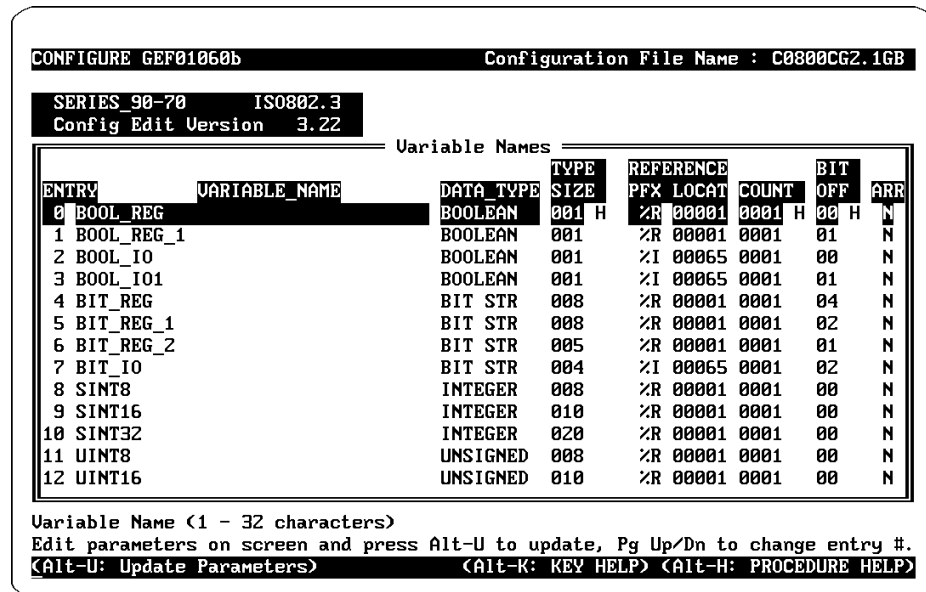 CONFIGURE GEF01060b Configuration File Name : C0800CG2.1GB
SERIES_90-70 ISO802.3
Config Edit Version 3.22
Variable Names
TYPE REFERENCE BIT
ENTRY VARIABLE_NAME DATA_TYPE SIZE PFX LOCAT COUNT OFF ARR
0 BOOL_REG BOOLEAN 001 H %R 00001 0001 H 00 H N
1 BOOL_REG_1 BOOLEAN 001 %R 00001 0001 01 N
2 BOOL_IO BOOLEAN 001 %I 00065 0001 00 N
3 BOOL_IO1 BOOLEAN 001 %I 00065 0001 01 N
4 BIT_REG BIT STR 008 %R 00001 0001 04 N
5 BIT_REG_1 BIT STR 008 %R 00001 0001 02 N
6 BIT_REG_2 BIT STR 005 %R 00001 0001 01 N
7 BIT_IO BIT STR 004 %I 00065 0001 02 N
8 SINT8 INTEGER 008 %R 00001 0001 00 N
9 SINT16 INTEGER 010 %R 00001 0001 00 N
10 SINT32 INTEGER 020 %R 00001 0001 00 N
11 UINT8 UNSIGNED 008 %R 00001 0001 00 N
12 UINT16 UNSIGNED 010 %R 00001 0001 00 N
Variable Name (1 - 32 characters)
Edit parameters on screen and press Alt-U to update, Pg Up/Dn to change entry #.
(Alt-U: Update Parameters) (Alt-K: KEY HELP) (Alt-H: PROCEDURE HELP)